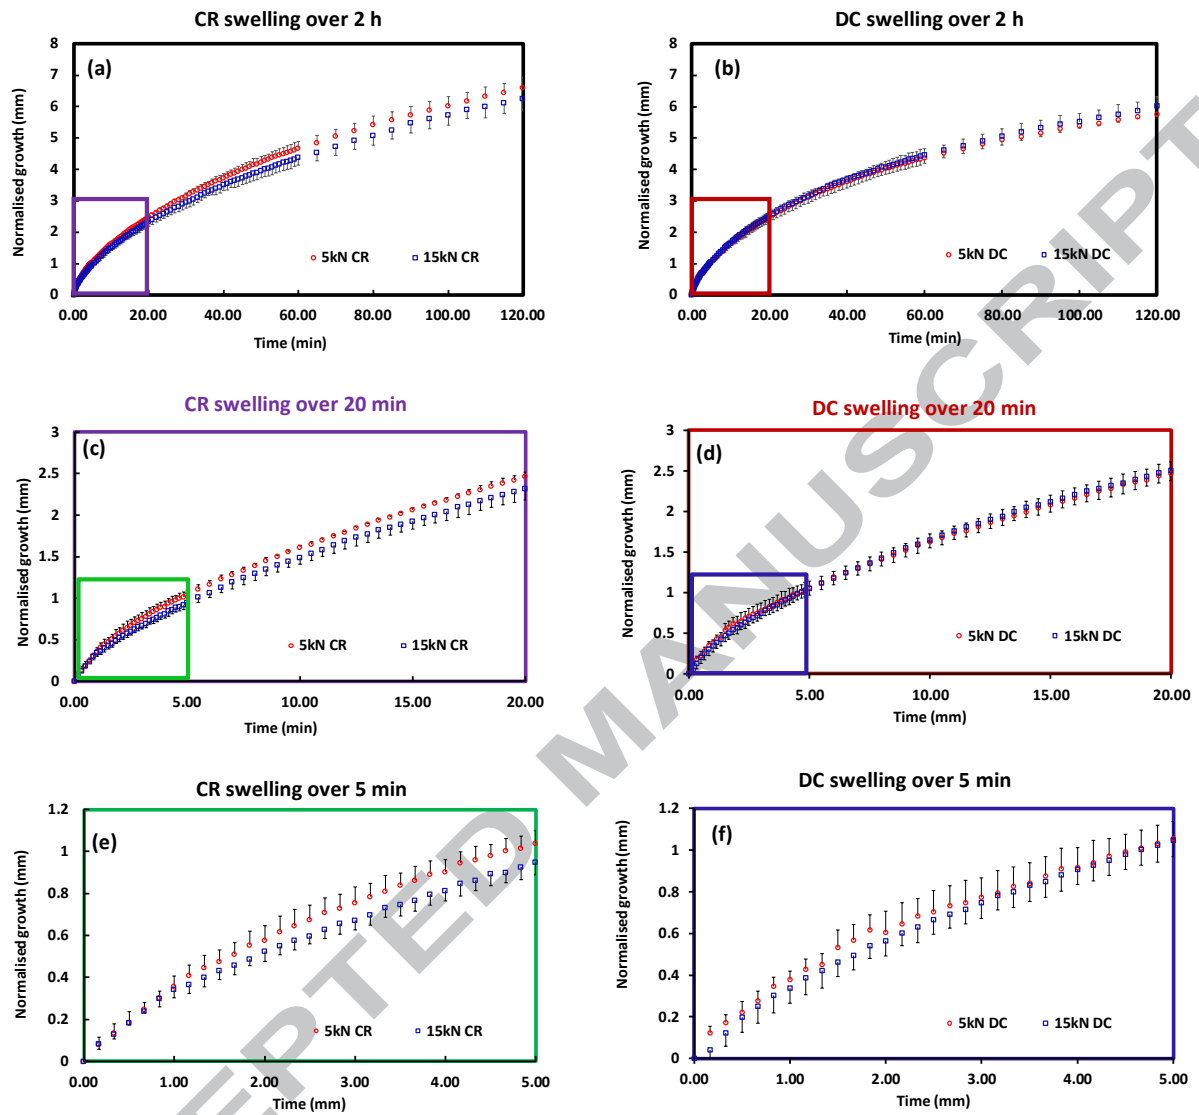 CR swelling over 2 h
(a)
Normalised growth (mm)
8
7
6
5
4
3
2
1
0
0.00 20.00 40.00 60.00 80.00 100.00 120.00
Time (min)
5kN CR 15kN CR
DC swelling over 2 h
(b)
Normalised growth (mm)
8
7
6
5
4
3
2
1
0
0.00 20.00 40.00 60.00 80.00 100.00 120.00
Time (min)
5kN DC 15kN DC
CR swelling over 20 min
(c)
Normalised growth (mm)
3
2.5
2
1.5
1
0.5
0
0.00 5.00 10.00 15.00 20.00
Time (min)
5kN CR 15kN CR
DC swelling over 20 min
(d)
Normalised growth (mm)
3
2.5
2
1.5
1
0.5
0
0.00 5.00 10.00 15.00 20.00
Time (mm)
5kN DC 15kN DC
CR swelling over 5 min
(e)
Normalised growth (mm)
1.2
1
0.8
0.6
0.4
0.2
0
0.00 1.00 2.00 3.00 4.00 5.00
Time (mm)
5kN CR 15kN CR
DC swelling over 5 min
(f)
Normalised growth (mm)
1.2
1
0.8
0.6
0.4
0.2
0
0.00 1.00 2.00 3.00 4.00 5.00
Time (mm)
5kN DC 15kN DC
EPTED MANUSCRIPT